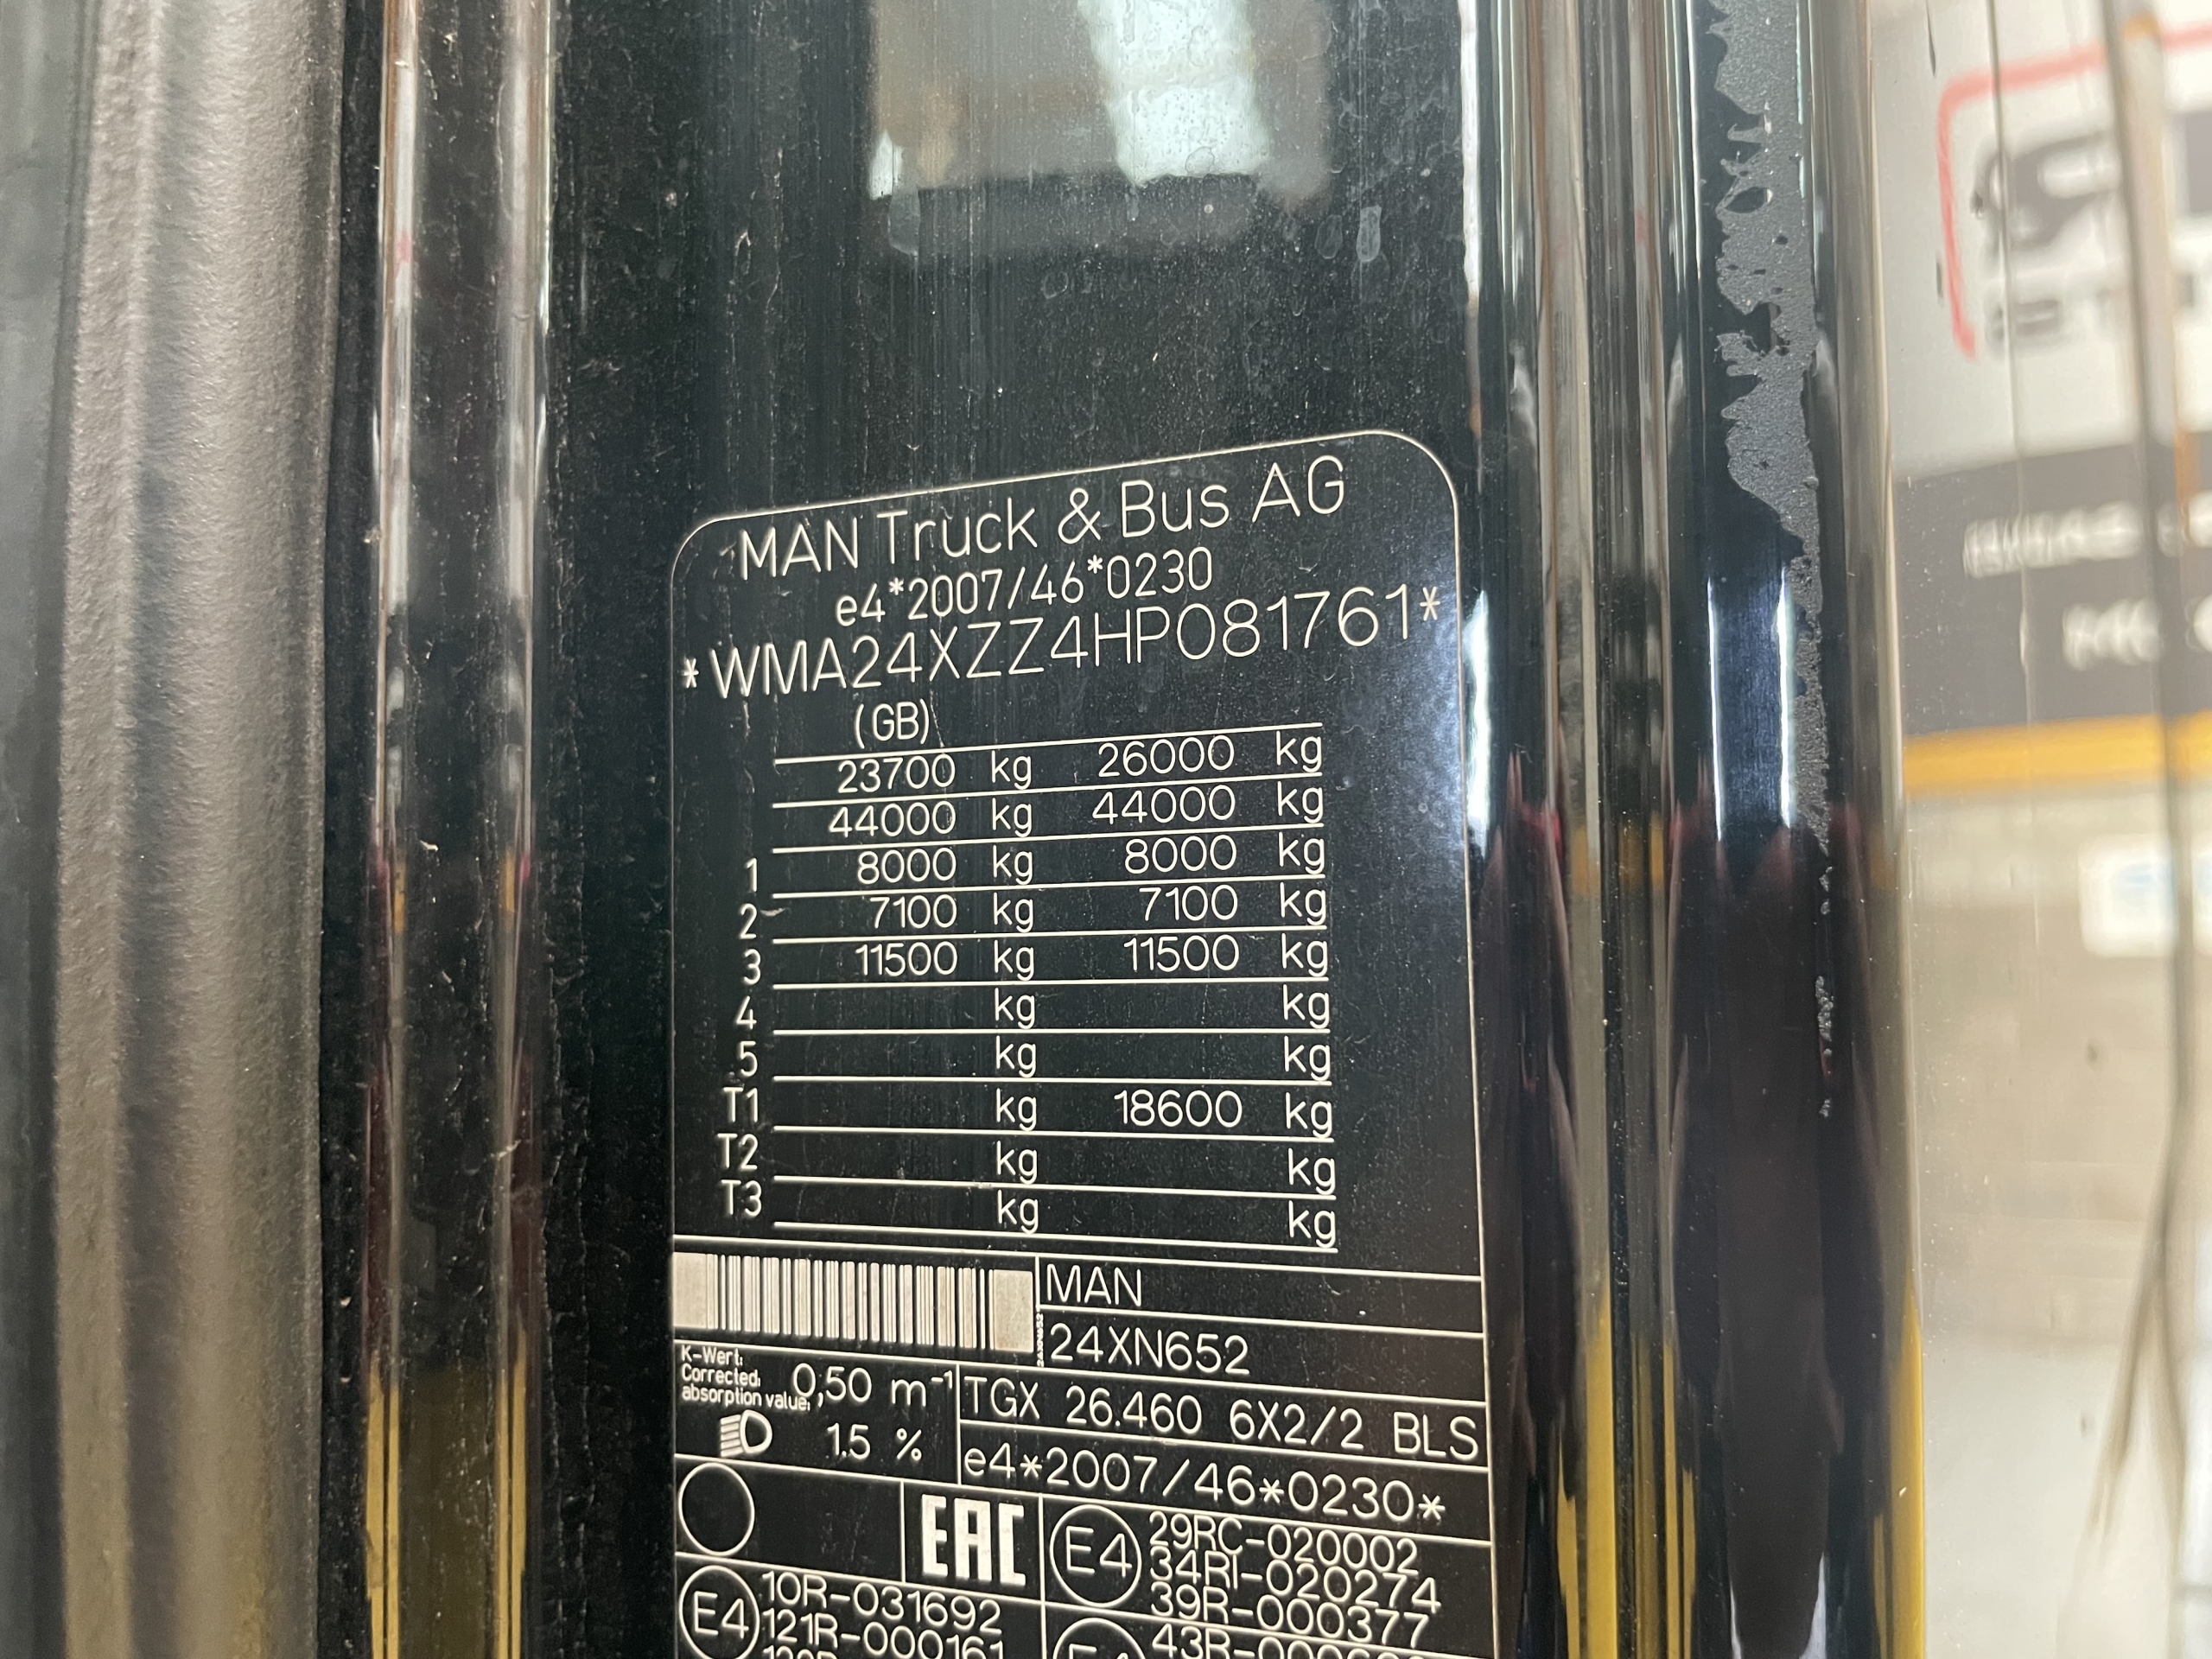 MAN Truck & Bus AG
e4*2007/46*0230
*WMA24XZZ4HP081761*
(GB)
23700 kg 26000 kg
44000 kg 44000 kg
1 8000 kg 8000 kg
2 7100 kg 7100 kg
3 11500 kg 11500 kg
4 kg kg
5 kg kg
T1 kg 18600 kg
T2 kg kg
T3 kg kg
MAN
24XN652
K-Wert:
Corrected.
absorption value:
0,50 m⁻¹
TGX 26.460 6X2/2 BLS
1.5 %
e4*2007/46*0230*
EAC
E4
29RC-020002
34RI-020274
39R-000377
E4
10R-031692
121R-000161